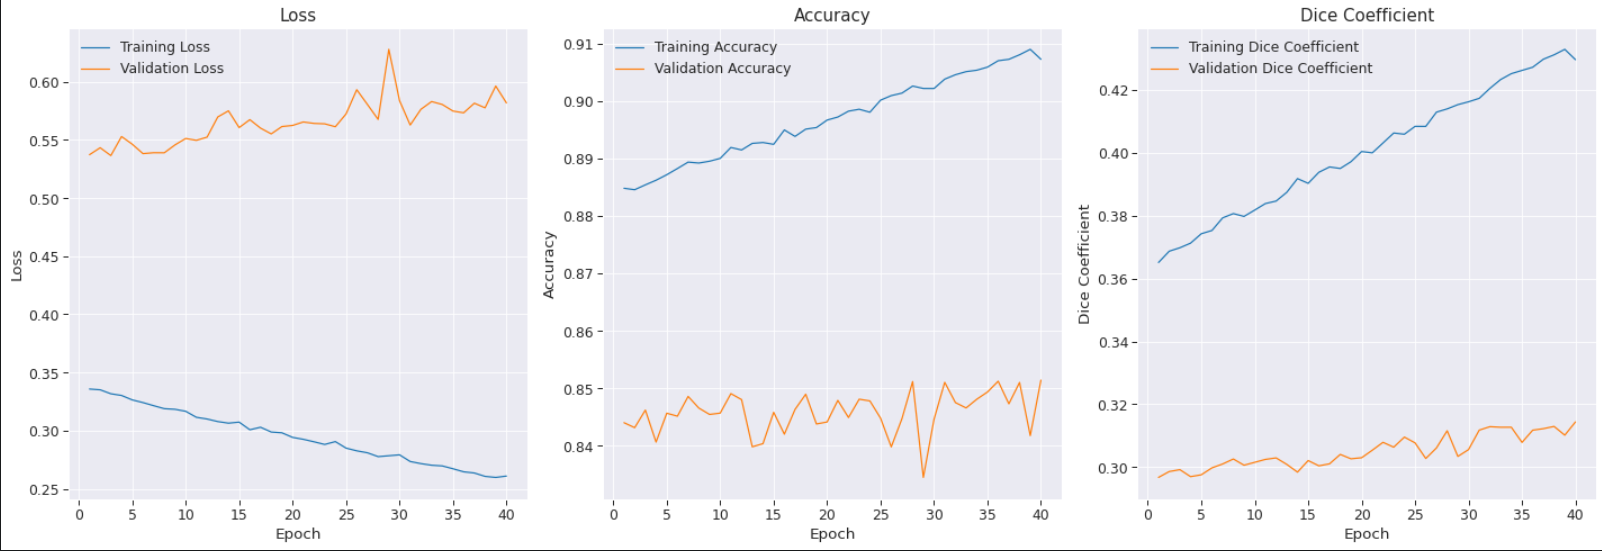 Loss
Training Loss
Validation Loss
0.60
0.55
0.50
0.45
0.40
0.35
0.30
0.25
Loss
0 5 10 15 20 25 30 35 40
Epoch
Accuracy
Training Accuracy
Validation Accuracy
0.91
0.90
0.89
0.88
0.87
0.86
0.85
0.84
Accuracy
0 5 10 15 20 25 30 35 40
Epoch
Dice Coefficient
Training Dice Coefficient
Validation Dice Coefficient
0.42
0.40
0.38
0.36
0.34
0.32
0.30
Dice Coefficient
0 5 10 15 20 25 30 35 40
Epoch